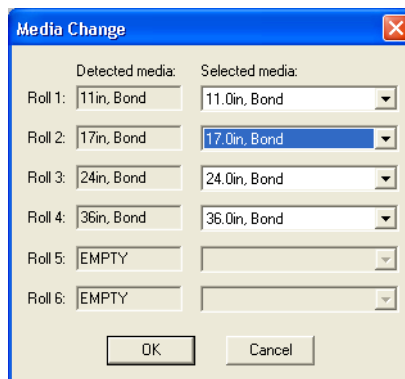 Media Change
Detected media: Selected media:
Roll 1: 11in, Bond 11.0in, Bond
Roll 2: 17in, Bond 17.0in, Bond
Roll 3: 24in, Bond 24.0in, Bond
Roll 4: 36in, Bond 36.0in, Bond
Roll 5: EMPTY
Roll 6: EMPTY
OK Cancel